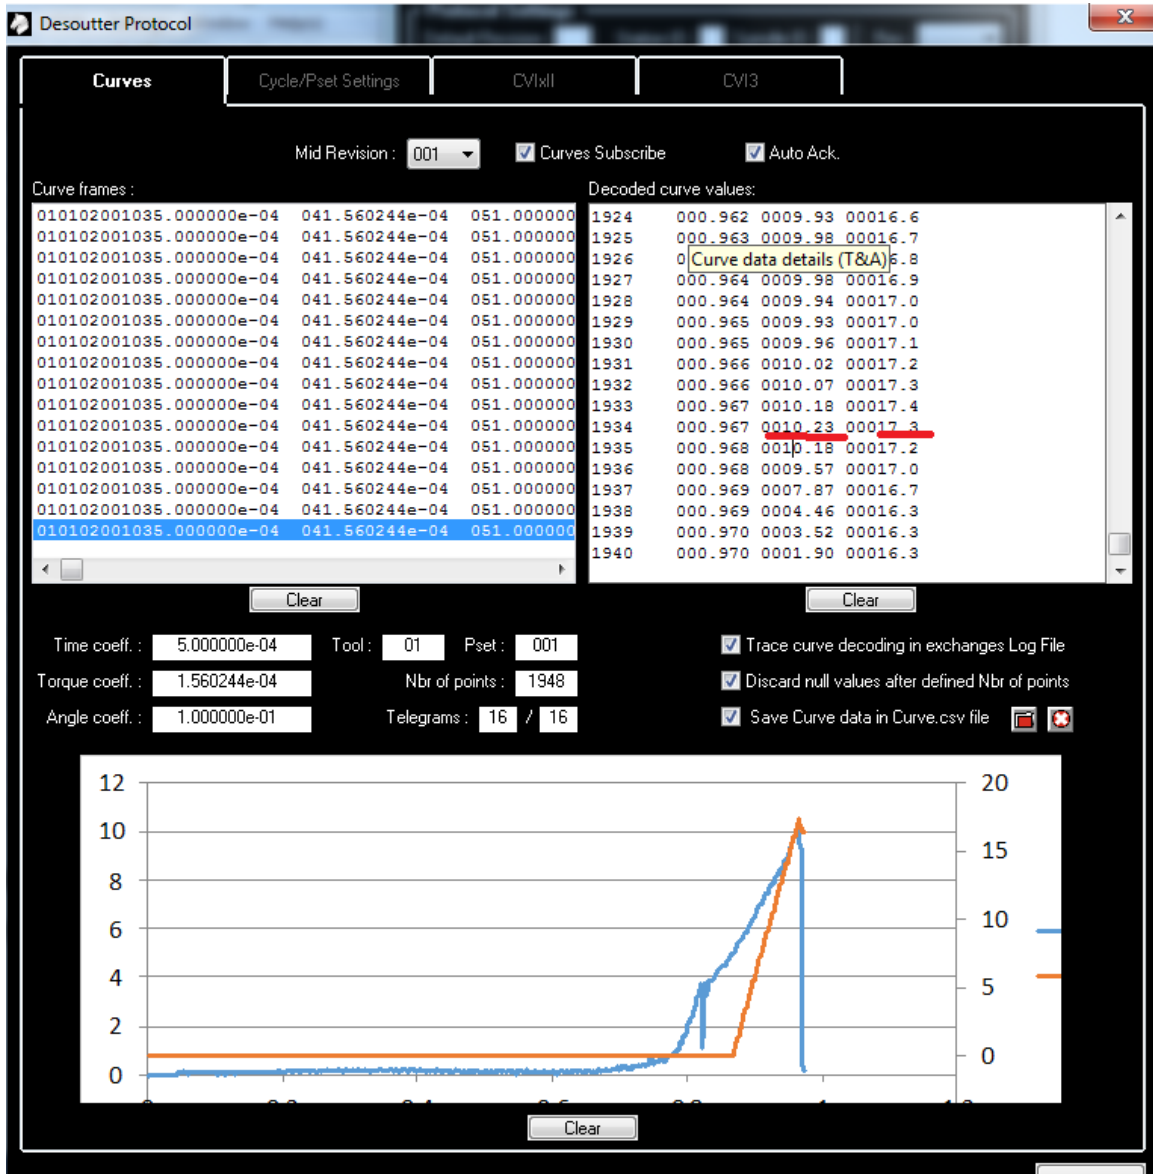 Desoutter Protocol
Curves Cycle/Pset Settings CVIxII CVI3
Mid Revision : 001 Curves Subscribe Auto Ack.
Curve frames : Decoded curve values:
010102001035.000000e-04 041.560244e-04 051.000000 1924 000.962 0009.93 00016.6
010102001035.000000e-04 041.560244e-04 051.000000 1925 000.963 0009.98 00016.7
010102001035.000000e-04 041.560244e-04 051.000000 1926 0 Curve data details (T&A) 6.8
010102001035.000000e-04 041.560244e-04 051.000000 1927 000.964 0009.98 00016.9
010102001035.000000e-04 041.560244e-04 051.000000 1928 000.964 0009.94 00017.0
010102001035.000000e-04 041.560244e-04 051.000000 1929 000.965 0009.93 00017.0
010102001035.000000e-04 041.560244e-04 051.000000 1930 000.965 0009.96 00017.1
010102001035.000000e-04 041.560244e-04 051.000000 1931 000.966 0010.02 00017.2
010102001035.000000e-04 041.560244e-04 051.000000 1932 000.966 0010.07 00017.3
010102001035.000000e-04 041.560244e-04 051.000000 1933 000.967 0010.18 00017.4
010102001035.000000e-04 041.560244e-04 051.000000 1934 000.967 0010.23 00017.3
010102001035.000000e-04 041.560244e-04 051.000000 1935 000.968 0010.18 00017.2
010102001035.000000e-04 041.560244e-04 051.000000 1936 000.968 0009.57 00017.0
010102001035.000000e-04 041.560244e-04 051.000000 1937 000.969 0007.87 00016.7
010102001035.000000e-04 041.560244e-04 051.000000 1938 000.969 0004.46 00016.3
010102001035.000000e-04 041.560244e-04 051.000000 1939 000.970 0003.52 00016.3
1940 000.970 0001.90 00016.3
Clear Clear
Time coeff. : 5.000000e-04 Tool : 01 Pset : 001 Trace curve decoding in exchanges Log File
Torque coeff. : 1.560244e-04 Nbr of points : 1948 Discard null values after defined Nbr of points
Angle coeff. : 1.000000e-01 Telegrams : 16 / 16 Save Curve data in Curve.csv file
12 20
10
15
8
6 10
4
5
2
0 0
Clear